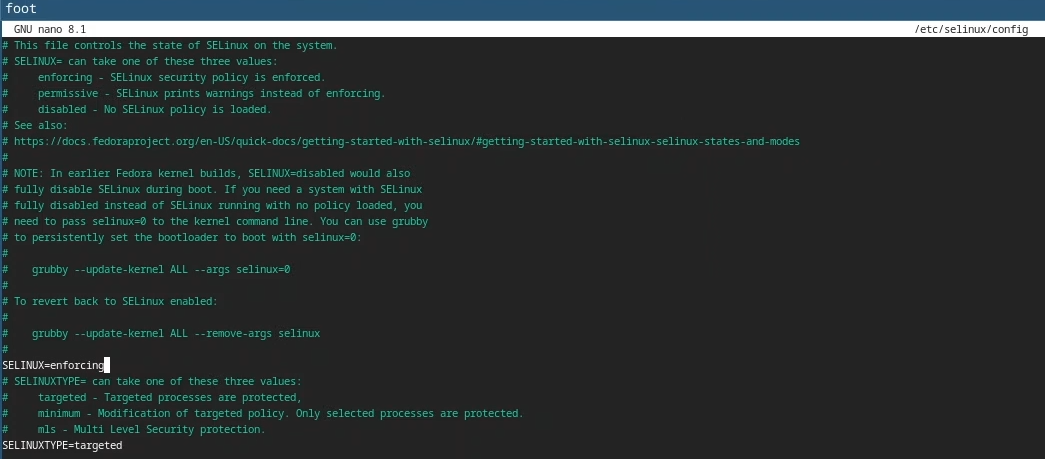 foot
GNU nano 8.1 /etc/selinux/config
# This file controls the state of SELinux on the system.
# SELINUX= can take one of these three values:
#     enforcing - SELinux security policy is enforced.
#     permissive - SELinux prints warnings instead of enforcing.
#     disabled - No SELinux policy is loaded.
# See also:
# https://docs.fedoraproject.org/en-US/quick-docs/getting-started-with-selinux/#getting-started-with-selinux-selinux-states-and-modes
#
# NOTE: In earlier Fedora kernel builds, SELINUX=disabled would also
# fully disable SELinux during boot. If you need a system with SELinux
# fully disabled instead of SELinux running with no policy loaded, you
# need to pass selinux=0 to the kernel command line. You can use grubby
# to persistently set the bootloader to boot with selinux=0:
#
#    grubby --update-kernel ALL --args selinux=0
#
# To revert back to SELinux enabled:
#
#    grubby --update-kernel ALL --remove-args selinux
#
SELINUX=enforcing
# SELINUXTYPE= can take one of these three values:
#     targeted - Targeted processes are protected,
#     minimum - Modification of targeted policy. Only selected processes are protected.
#     mls - Multi Level Security protection.
SELINUXTYPE=targeted